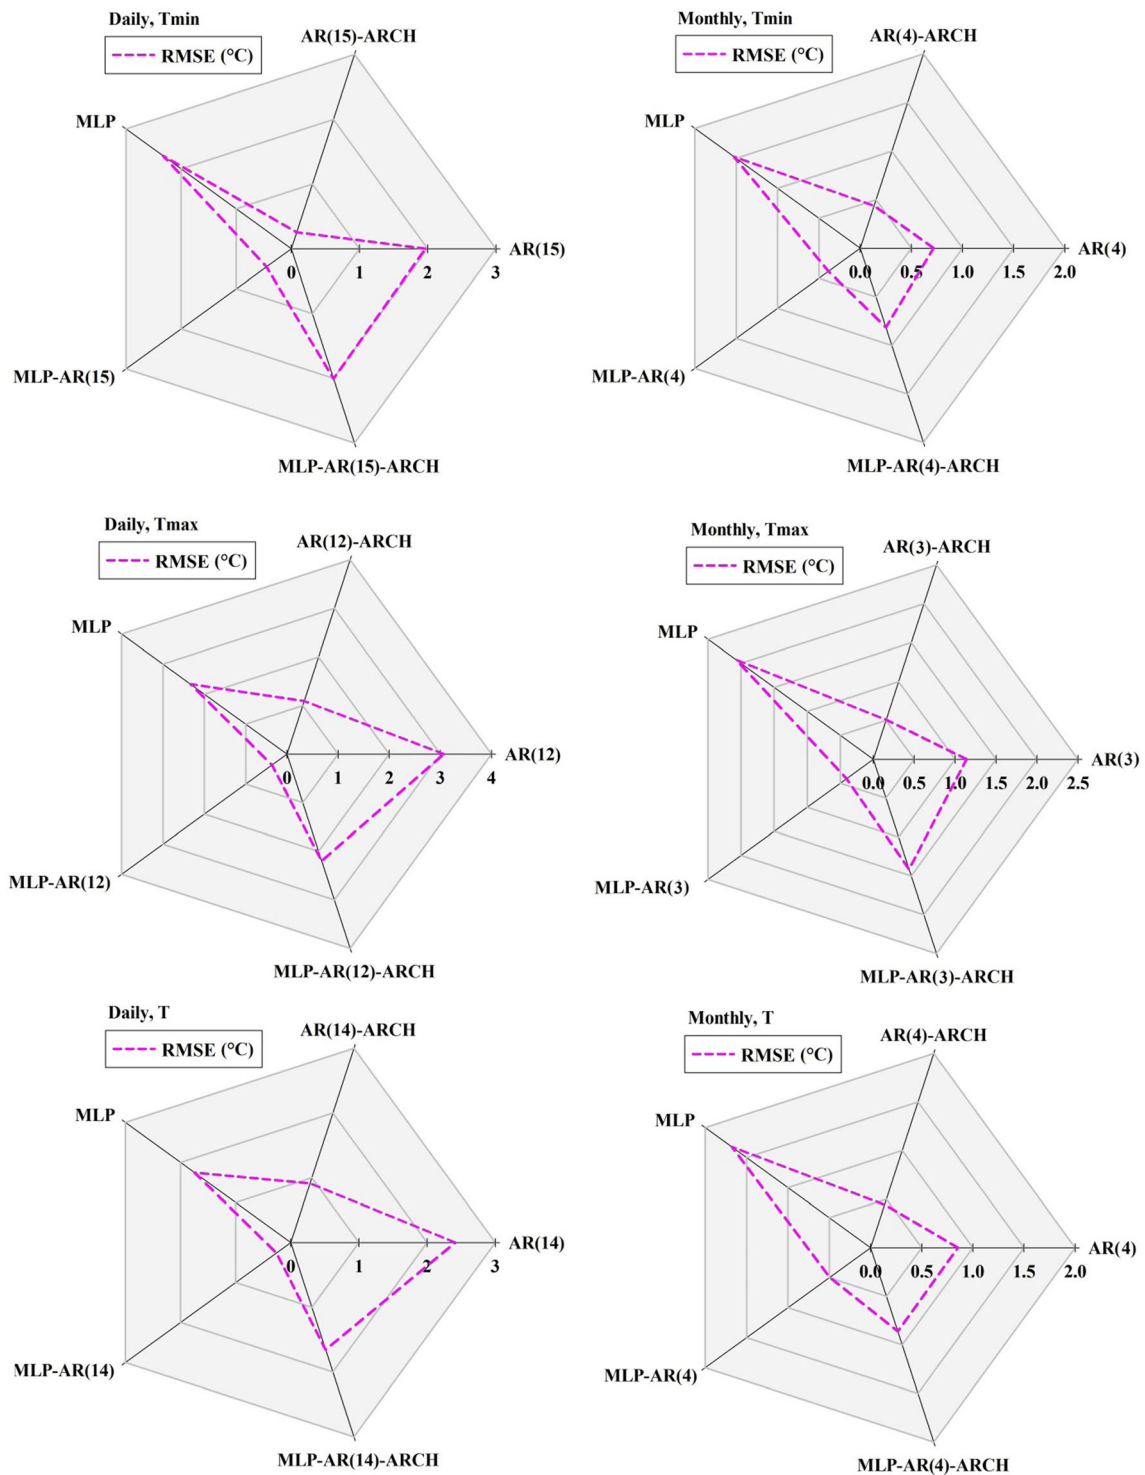 Daily, Tmin
RMSE (°C)
AR(15)-ARCH
MLP
AR(15)
0 1 2 3
MLP-AR(15)
MLP-AR(15)-ARCH
Monthly, Tmin
RMSE (°C)
AR(4)-ARCH
MLP
AR(4)
0.0 0.5 1.0 1.5 2.0
MLP-AR(4)
MLP-AR(4)-ARCH
Daily, Tmax
RMSE (°C)
AR(12)-ARCH
MLP
AR(12)
0 1 2 3 4
MLP-AR(12)
MLP-AR(12)-ARCH
Monthly, Tmax
RMSE (°C)
AR(3)-ARCH
MLP
AR(3)
0.0 0.5 1.0 1.5 2.0 2.5
MLP-AR(3)
MLP-AR(3)-ARCH
Daily, T
RMSE (°C)
AR(14)-ARCH
MLP
AR(14)
0 1 2 3
MLP-AR(14)
MLP-AR(14)-ARCH
Monthly, T
RMSE (°C)
AR(4)-ARCH
MLP
AR(4)
0.0 0.5 1.0 1.5 2.0
MLP-AR(4)
MLP-AR(4)-ARCH